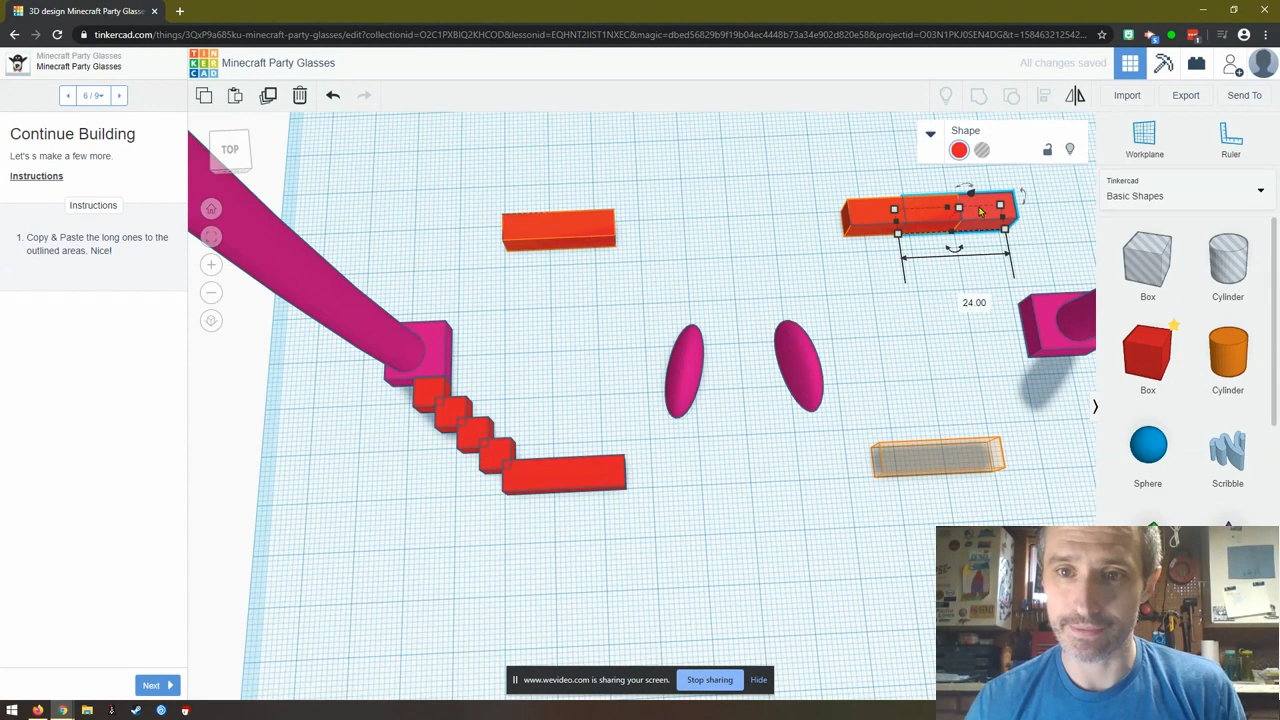 3D design Minecraft Party Glasse
tinkercad.com/things/3QxP9a685ku-minecraft-party-glasses/edit?collectionid=O2C1PXBIQ2KHCOD&lessonid=EQHNT2IIST1NXEC&magic=dbed56829b9f19b04ec4448b73a34e902d820e58&projectid=O03N1PKJ0SEN4DG&t=158463212542...
Minecraft Party Glasses
Minecraft Party Glasses
TIN
KER
CAD
Minecraft Party Glasses
All changes saved
6 / 9
Import
Export
Send To
Continue Building
Let's s make a few more.
Instructions
Instructions
1. Copy & Paste the long ones to the
outlined areas. Nice!
TOP
Shape
24.00
Workplane
Ruler
Tinkercad
Basic Shapes
Box
Cylinder
Box
Cylinder
Sphere
Scribble
Next
www.wevideo.com is sharing your screen.
Stop sharing
Hide